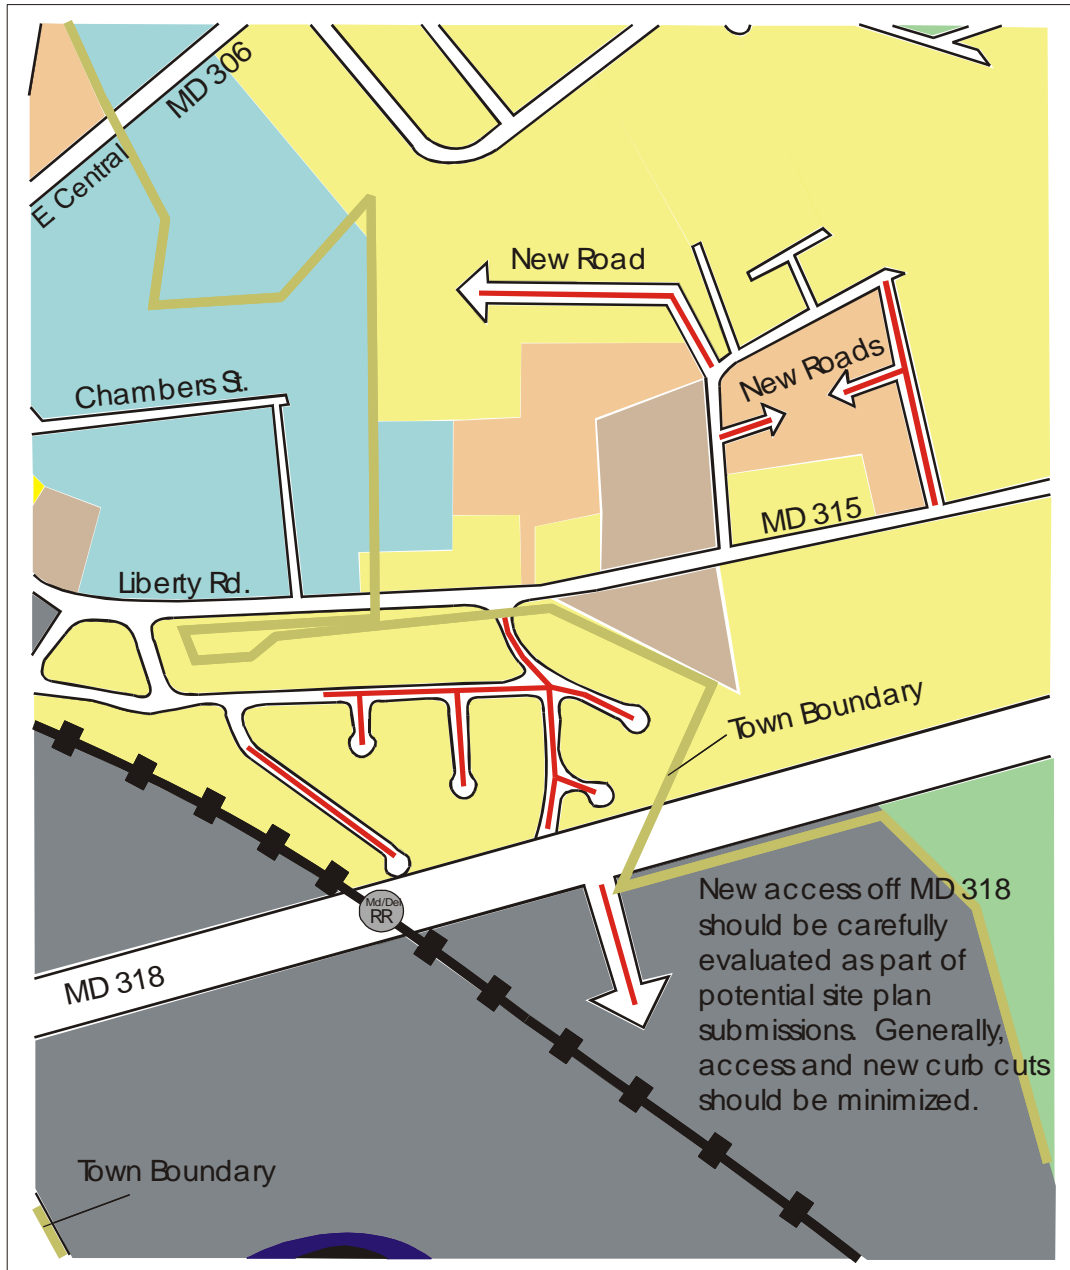 MD 306
E Central
New Road
New Roads
Chambers St.
MD 315
Liberty Rd.
Town Boundary
Md/Del
RR
New access off MD 318
should be carefully
evaluated as part of
potential site plan
submissions. Generally,
access and new curb cuts
should be minimized.
MD 318
Town Boundary